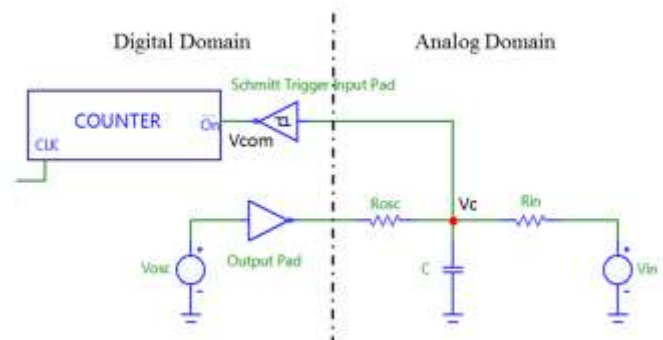 Digital Domain
Analog Domain
Schmitt Trigger Input Pad
COUNTER
On
CLK
Vcom
Rosc
Vc
Rin
Vosc
+
-
Output Pad
C
+
-
Vin